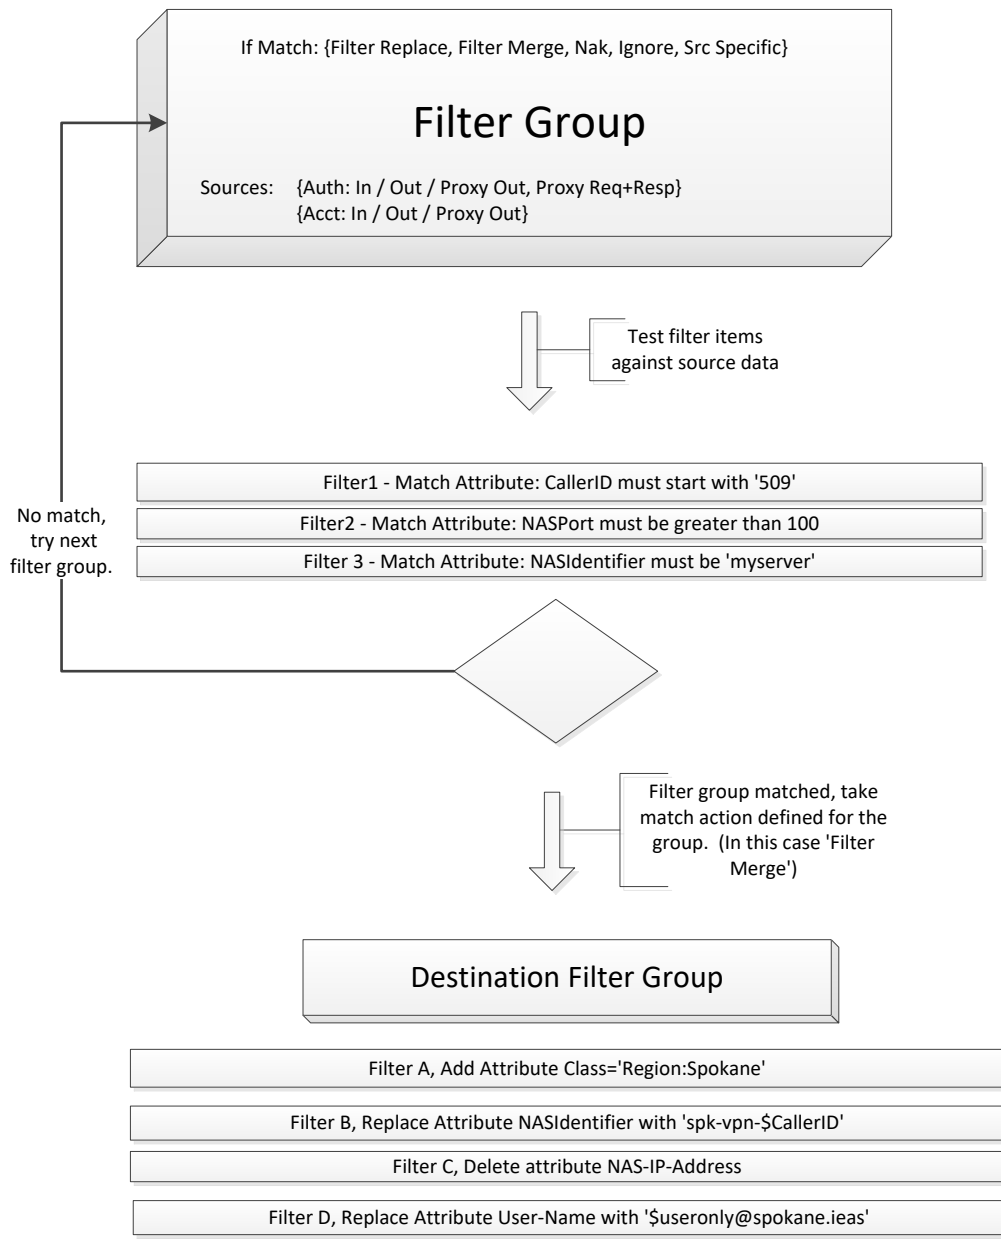 If Match: {Filter Replace, Filter Merge, Nak, Ignore, Src Specific}
Filter Group
Sources: {Auth: In / Out / Proxy Out, Proxy Req+Resp}
{Acct: In / Out / Proxy Out}
Test filter items
against source data
Filter1 - Match Attribute: CallerID must start with '509'
Filter2 - Match Attribute: NASPort must be greater than 100
Filter 3 - Match Attribute: NASIdentifier must be 'myserver'
No match,
try next
filter group.
Filter group matched, take
match action defined for the
group.  (In this case 'Filter
Merge')
Destination Filter Group
Filter A, Add Attribute Class='Region:Spokane'
Filter B, Replace Attribute NASIdentifier with 'spk-vpn-$CallerID'
Filter C, Delete attribute NAS-IP-Address
Filter D, Replace Attribute User-Name with '$useronly@spokane.ieas'